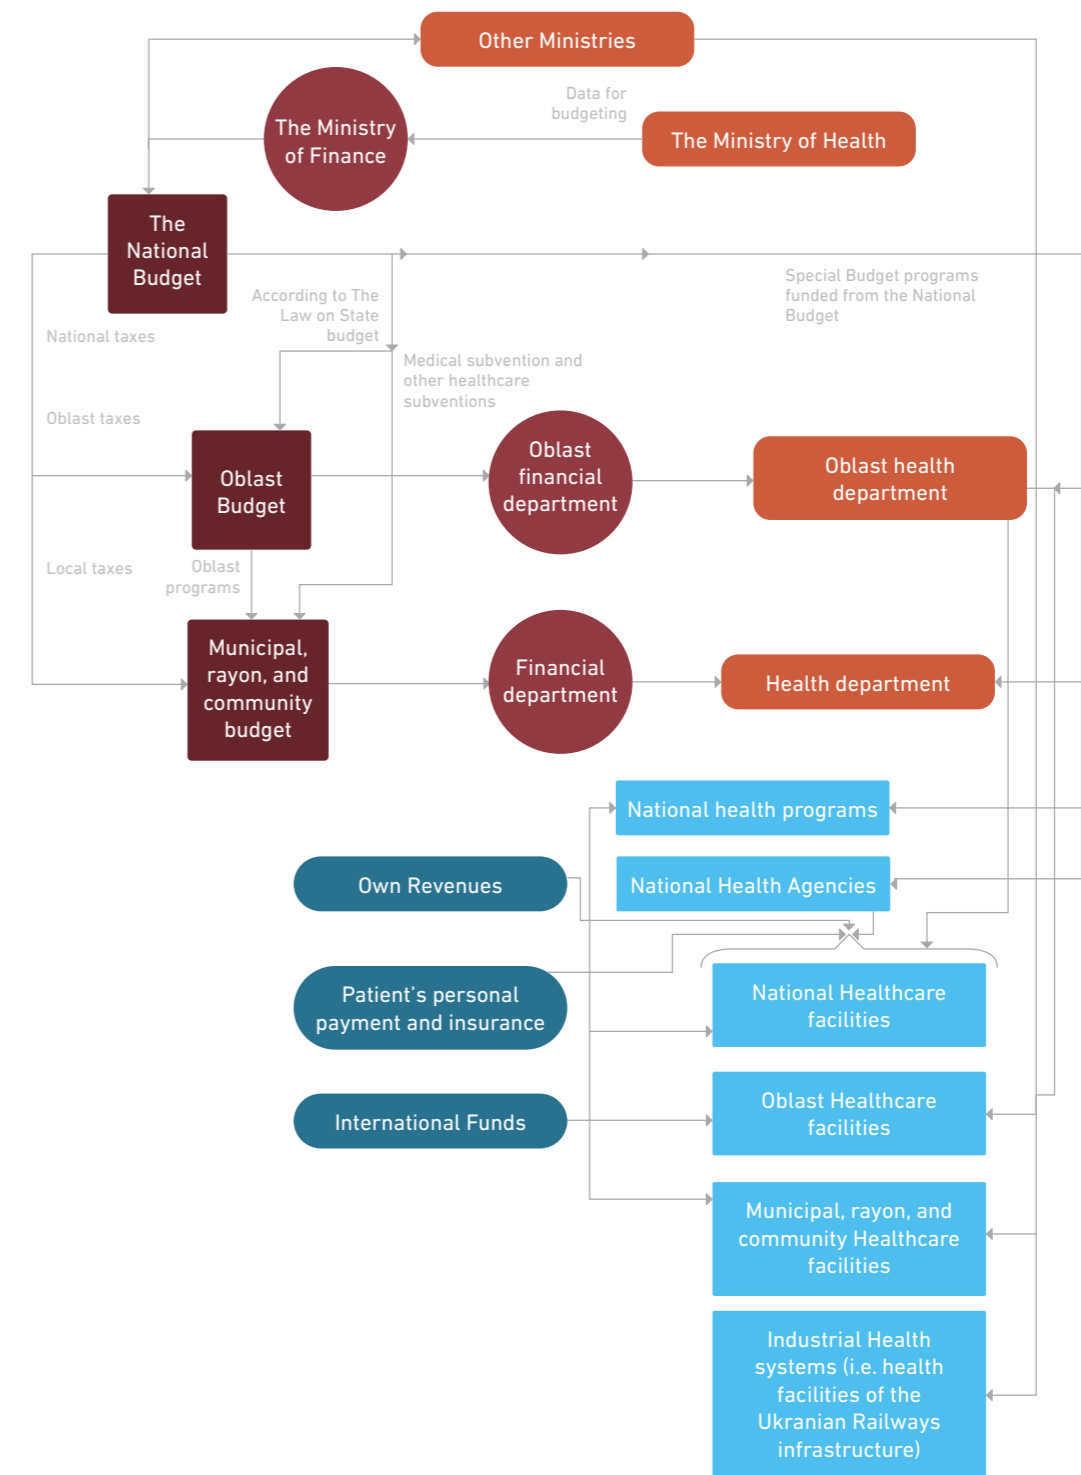 Other Ministries
Data for
budgeting
The Ministry
of Finance
The Ministry of Health
The
National
Budget
According to The
Law on State
budget
Special Budget programs
funded from the National
Budget
National taxes
Medical subvention and
other healthcare
subventions
Oblast taxes
Oblast
Budget
Oblast
financial
department
Oblast health
department
Local taxes
Oblast
programs
Municipal,
rayon, and
community
budget
Financial
department
Health department
National health programs
Own Revenues
National Health Agencies
Patient's personal
payment and insurance
National Healthcare
facilities
International Funds
Oblast Healthcare
facilities
Municipal, rayon, and
community Healthcare
facilities
Industrial Health
systems (i.e. health
facilities of the
Ukranian Railways
infrastructure)